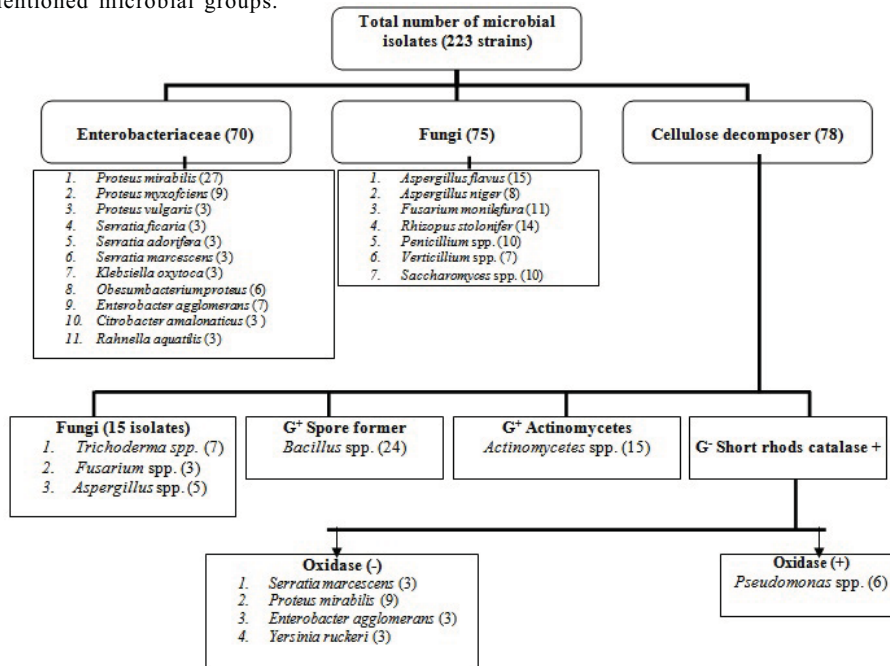 mentioned microbial groups.
Total number of microbial
isolates (223 strains)
Enterobacteriaceae (70)
Fungi (75)
Cellulose decomposer (78)
1. Proteus mirabilis (27)
2. Proteus myxofciens (9)
3. Proteus vulgaris (3)
4. Serratia ficaria (3)
5. Serratia adorifera (3)
6. Serratia marcescens (3)
7. Klebsiella oxytoca (3)
8. Obesumbacteriumproteus (6)
9. Enterobacter agglomerans (7)
10. Citrobacter amalonaticus (3 )
11. Rahnella aquatilis (3)
1. Aspergillus flavus (15)
2. Aspergillus niger (8)
3. Fusarium monilefura (11)
4. Rhizopus stolonifer (14)
5. Penicillium spp. (10)
6. Verticillium spp. (7)
7. Saccharomyces spp. (10)
Fungi (15 isolates)
1. Trichoderma spp. (7)
2. Fusarium spp. (3)
3. Aspergillus spp. (5)
G⁺ Spore former
Bacillus spp. (24)
G⁺ Actinomycetes
Actinomycetes spp. (15)
G⁻ Short rhods catalase +
Oxidase (-)
1. Serratia marcescens (3)
2. Proteus mirabilis (9)
3. Enterobacter agglomerans (3)
4. Yersinia ruckeri (3)
Oxidase (+)
Pseudomonas spp. (6)